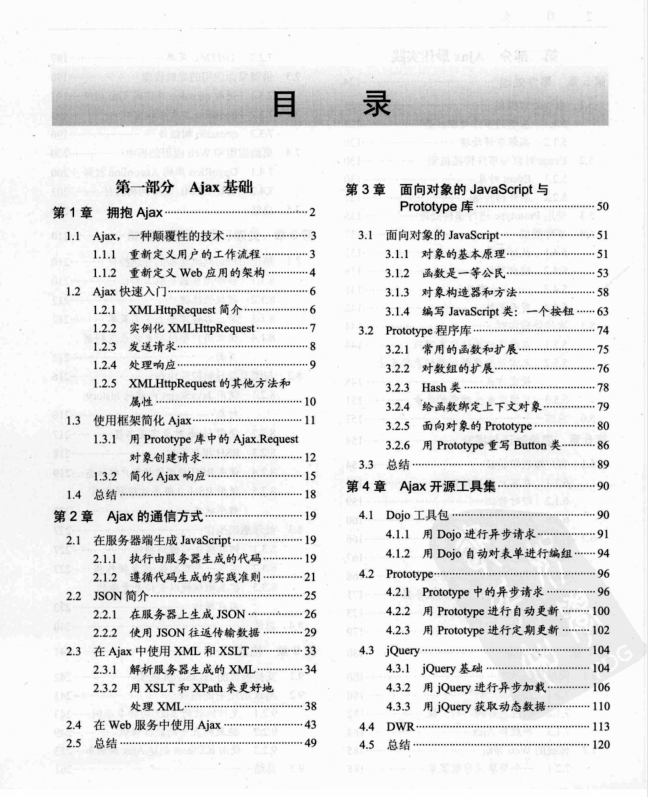 目 录
第一部分 Ajax 基础
第 1 章 拥抱 Ajax 2
1.1 Ajax，一种颠覆性的技术 3
1.1.1 重新定义用户的工作流程 3
1.1.2 重新定义 Web 应用的架构 4
1.2 Ajax 快速入门 6
1.2.1 XMLHttpRequest 简介 6
1.2.2 实例化 XMLHttpRequest 7
1.2.3 发送请求 8
1.2.4 处理响应 9
1.2.5 XMLHttpRequest 的其他方法和
属性 10
1.3 使用框架简化 Ajax 11
1.3.1 用 Prototype 库中的 Ajax.Request
对象创建请求 12
1.3.2 简化 Ajax 响应 15
1.4 总结 18
第 2 章 Ajax 的通信方式 19
2.1 在服务器端生成 JavaScript 19
2.1.1 执行由服务器生成的代码 19
2.1.2 遵循代码生成的实践准则 21
2.2 JSON 简介 25
2.2.1 在服务器上生成 JSON 26
2.2.2 使用 JSON 往返传输数据 29
2.3 在 Ajax 中使用 XML 和 XSLT 33
2.3.1 解析服务器生成的 XML 34
2.3.2 用 XSLT 和 XPath 来更好地
处理 XML 38
2.4 在 Web 服务中使用 Ajax 43
2.5 总结 49
第 3 章 面向对象的 JavaScript 与
Prototype 库 50
3.1 面向对象的 JavaScript 51
3.1.1 对象的基本原理 51
3.1.2 函数是一等公民 53
3.1.3 对象构造器和方法 58
3.1.4 编写 JavaScript 类：一个按钮 63
3.2 Prototype 程序库 74
3.2.1 常用的函数和扩展 75
3.2.2 对数组的扩展 76
3.2.3 Hash 类 78
3.2.4 给函数绑定上下文对象 79
3.2.5 面向对象的 Prototype 80
3.2.6 用 Prototype 重写 Button 类 86
3.3 总结 89
第 4 章 Ajax 开源工具集 90
4.1 Dojo 工具包 90
4.1.1 用 Dojo 进行异步请求 91
4.1.2 用 Dojo 自动对表单进行编组 94
4.2 Prototype 96
4.2.1 Prototype 中的异步请求 96
4.2.2 用 Prototype 进行自动更新 100
4.2.3 用 Prototype 进行定期更新 102
4.3 jQuery 104
4.3.1 jQuery 基础 104
4.3.2 用 jQuery 进行异步加载 106
4.3.3 用 jQuery 获取动态数据 110
4.4 DWR 113
4.5 总结 120